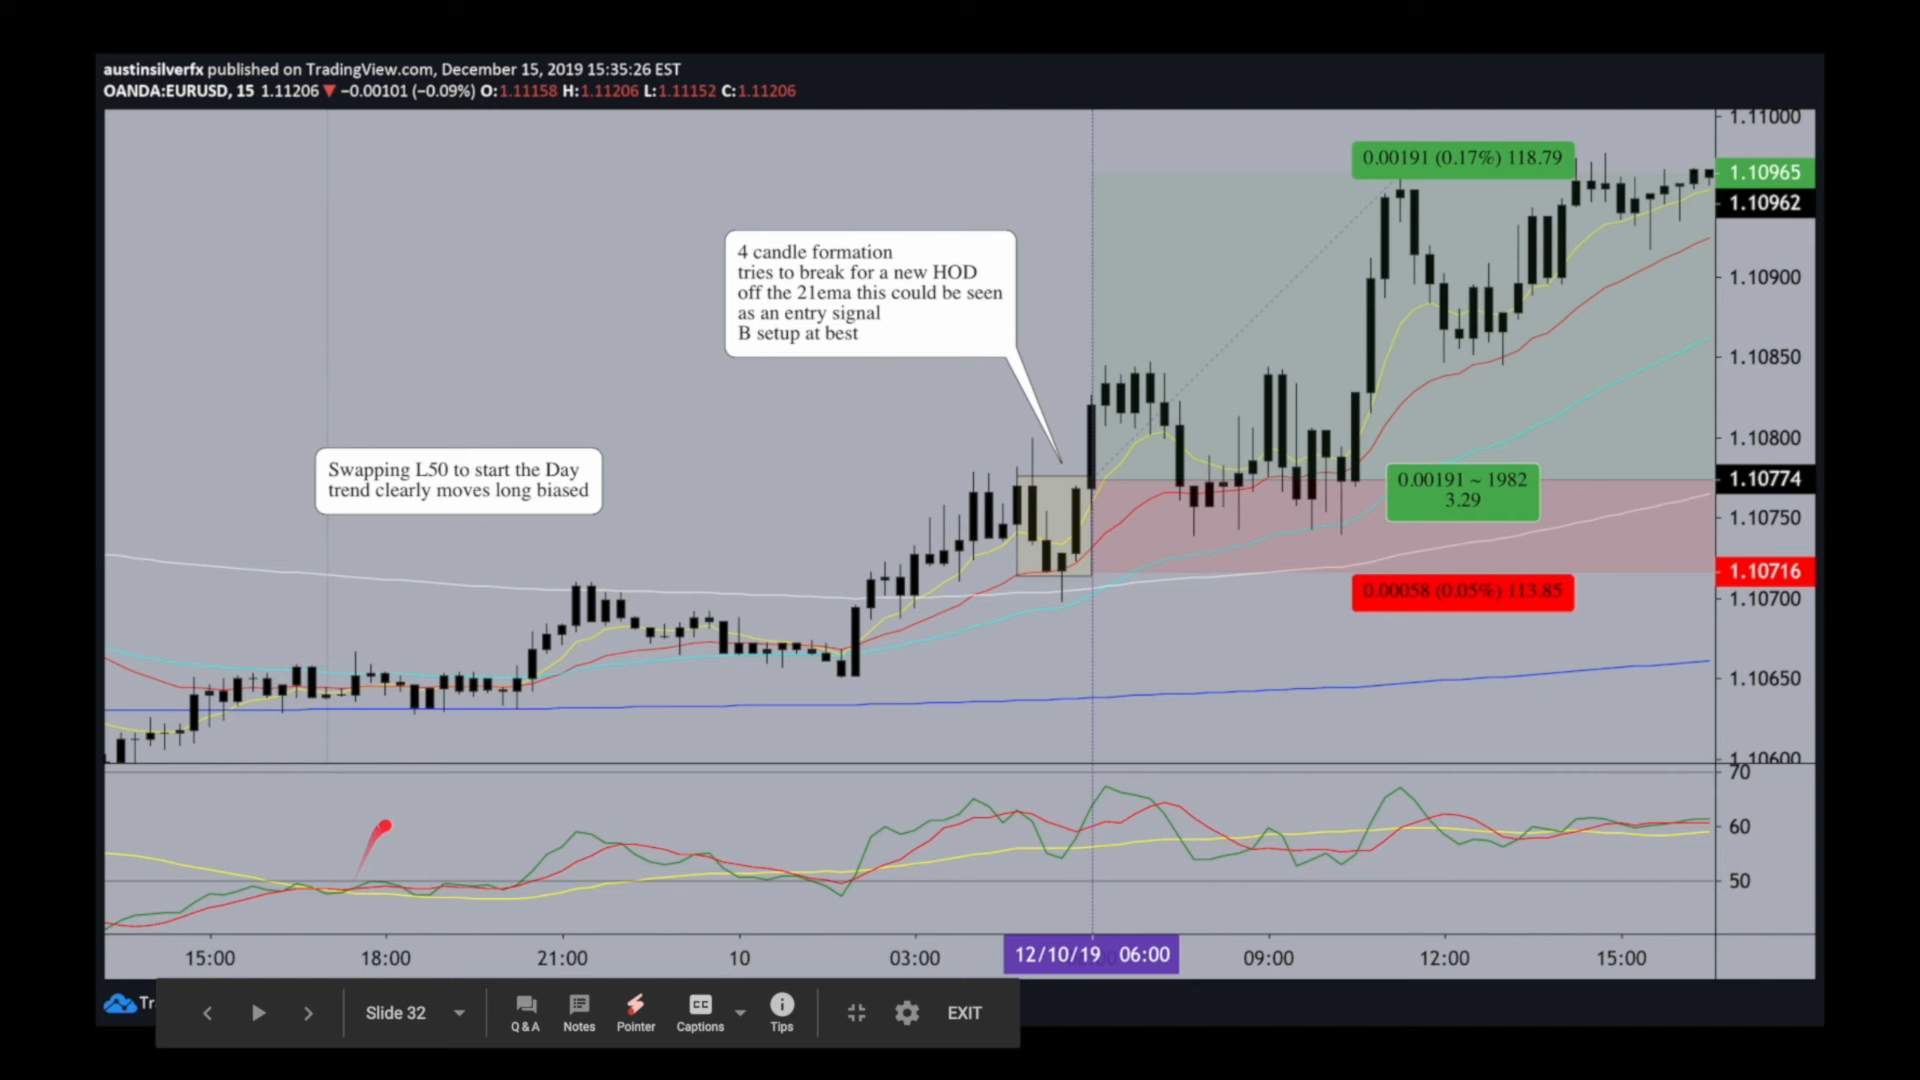 austinsilverfx published on TradingView.com, December 15, 2019 15:35:26 EST
OANDA:EURUSD, 15 1.11206 ▼ −0.00101 (−0.09%) O:1.11158 H:1.11206 L:1.11152 C:1.11206
1.11000
0.00191 (0.17%) 118.79
1.10965
1.10962
4 candle formation
tries to break for a new HOD
off the 21ema this could be seen
as an entry signal
B setup at best
1.10900
1.10850
1.10800
Swapping L50 to start the Day
trend clearly moves long biased
0.00191 ~ 1982
3.29
1.10774
1.10750
1.10716
0.00058 (0.05%) 113.85
1.10700
1.10650
1.10600
70
60
50
15:00
18:00
21:00
10
03:00
12/10/19 06:00
09:00
12:00
15:00
Tr
Slide 32
Q & A
Notes
Pointer
CC
Captions
Tips
EXIT